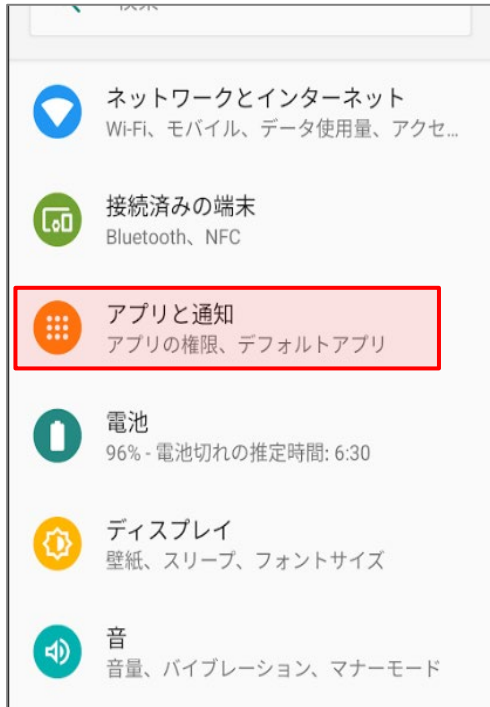 ネットワークとインターネット
Wi-Fi、モバイル、データ使用量、アクセ...
接続済みの端末
Bluetooth、NFC
アプリと通知
アプリの権限、デフォルトアプリ
電池
96% - 電池切れの推定時間: 6:30
ディスプレイ
壁紙、スリープ、フォントサイズ
音
音量、バイブレーション、マナーモード